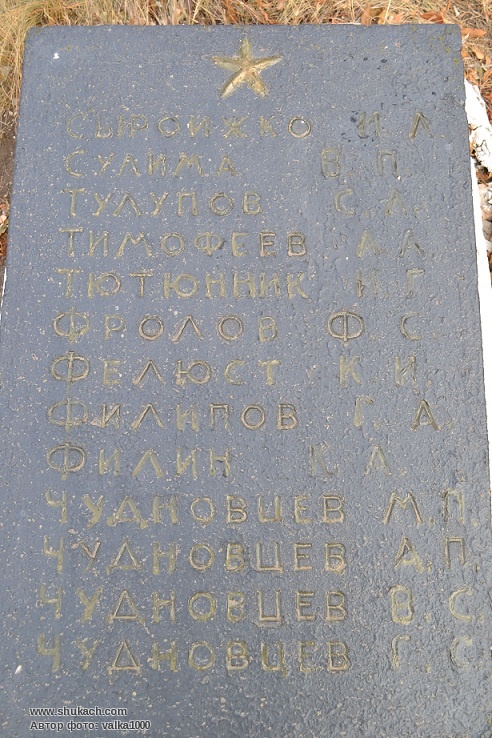 СЫРОИЖКО И. Л.
СУЛИМА В. П.
ТУЛУПОВ С. А.
ТИМОФЕЕВ А. А.
ТЮТЮННИК И. Г.
ФРОЛОВ Ф. С.
ФЕЛЮСТ К. И.
ФИЛИПОВ Г. А.
ФИЛИН К. А.
ЧУДНОВЦЕВ М. П.
ЧУДНОВЦЕВ Д. П.
ЧУДНОВЦЕВ В. С.
ЧУДНОВЦЕВ Г. С.
www.shukach.com
Автор фото: valka1000